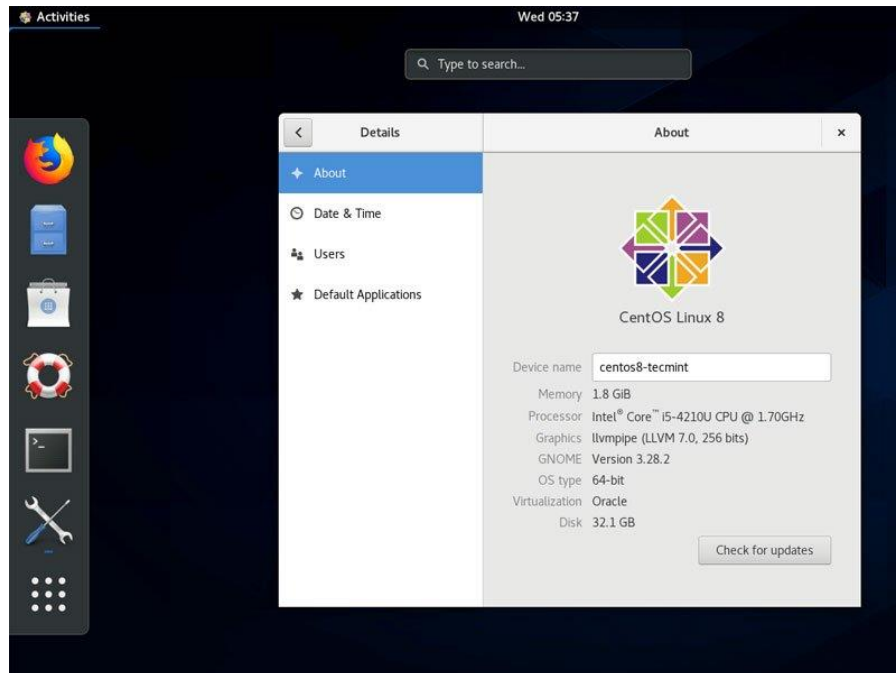 Activities
Wed 05:37
Type to search...
Details
About
About
Date & Time
Users
Default Applications
CentOS Linux 8
Device name centos8-tecmint
Memory 1.8 GiB
Processor Intel® Core™ i5-4210U CPU @ 1.70GHz
Graphics llvmpipe (LLVM 7.0, 256 bits)
GNOME Version 3.28.2
OS type 64-bit
Virtualization Oracle
Disk 32.1 GB
Check for updates